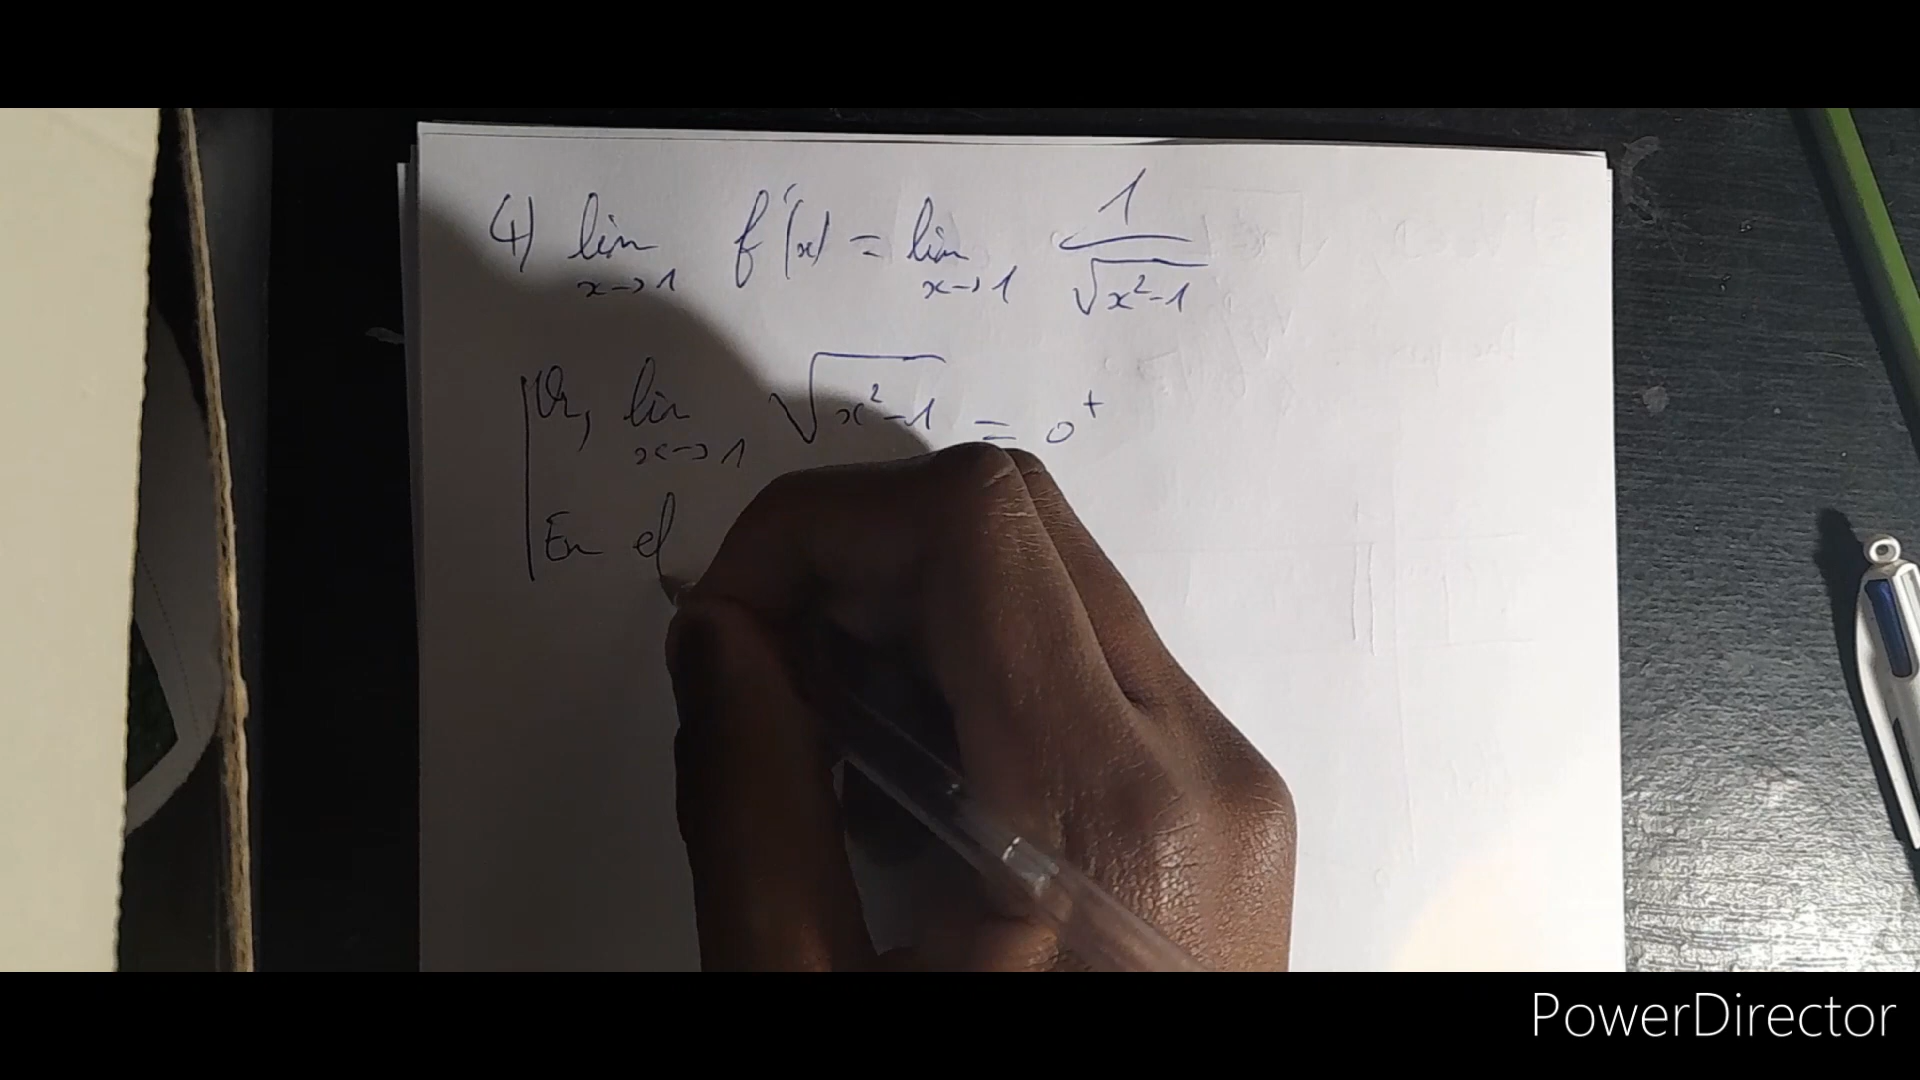 4) lim x→1 f'(x) = lim x→1 1/√(x²-1)
Or, lim x→1 √(x²-1) = 0⁺
En ef
PowerDirector